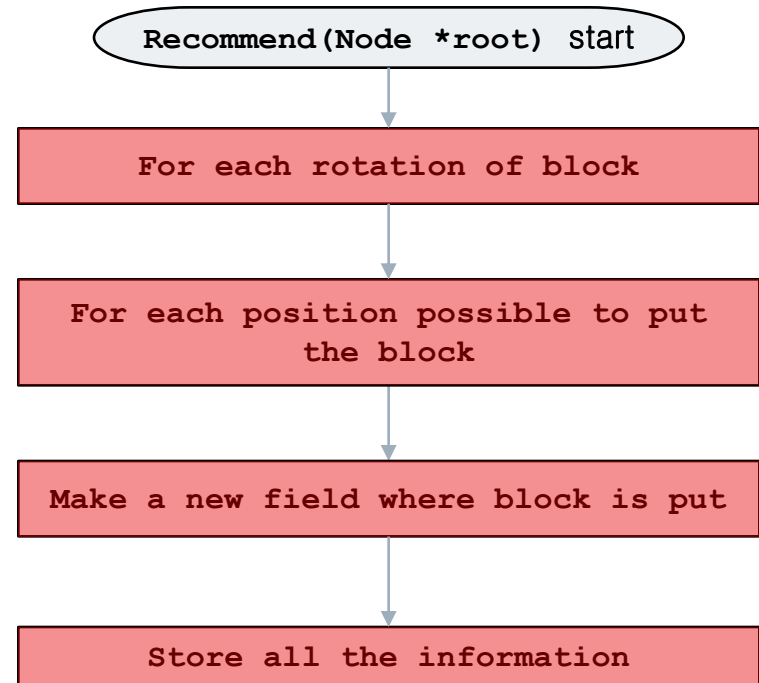 Recommend(Node *root) start
For each rotation of block
For each position possible to put
the block
Make a new field where block is put
Store all the information